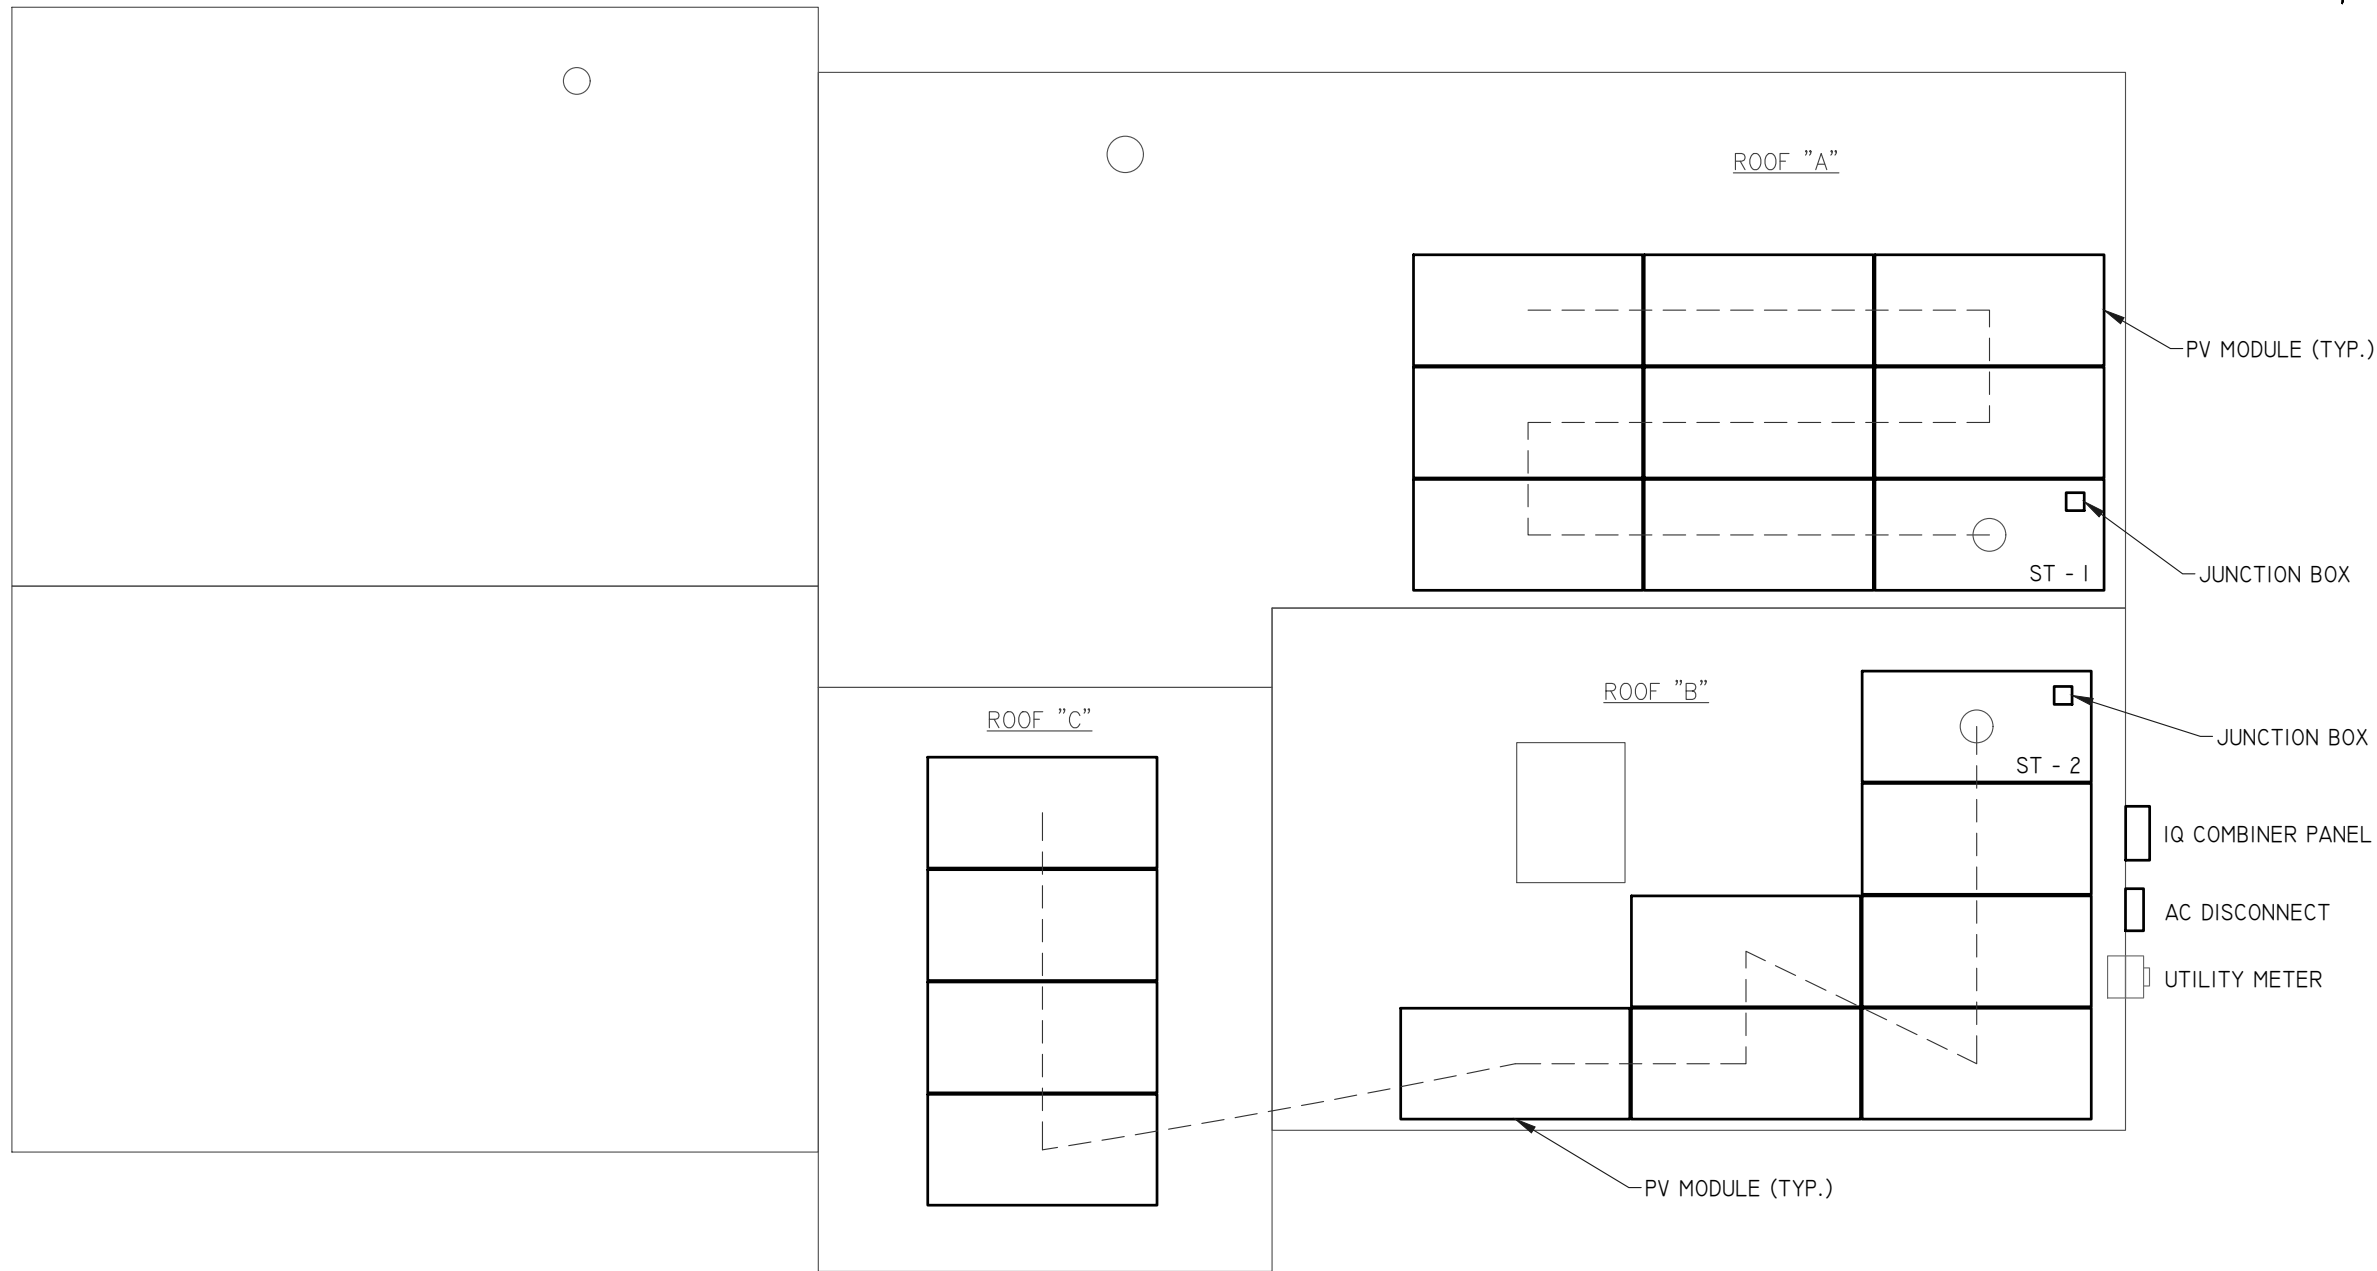 ROOF "A"
PV MODULE (TYP.)
ST - 1
JUNCTION BOX
ROOF "B"
ROOF "C"
JUNCTION BOX
ST - 2
IQ COMBINER PANEL
AC DISCONNECT
UTILITY METER
PV MODULE (TYP.)